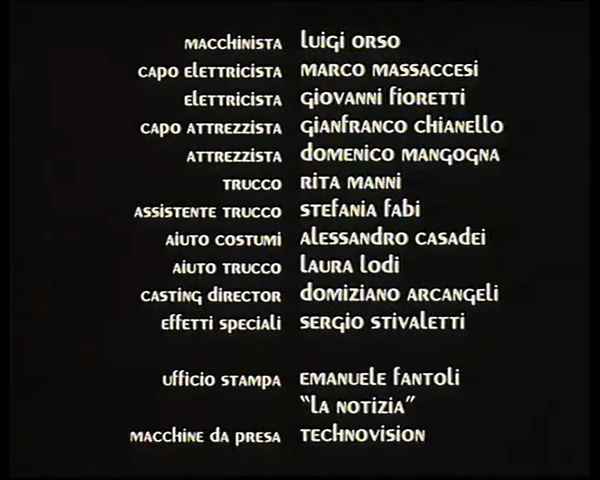 macchinista luigi orso
capo elettricista marco massaccesi
elettricista giovanni fioretti
capo attrezzista gianfranco chianello
attrezzista domenico mangogna
trucco rita manni
assistente trucco stefania fabi
aiuto costumi alessandro casadei
aiuto trucco laura lodi
casting director domiziano arcangeli
effetti speciali sergio stivaletti
ufficio stampa emanuele fantoli
"la notizia"
macchine da presa technovision